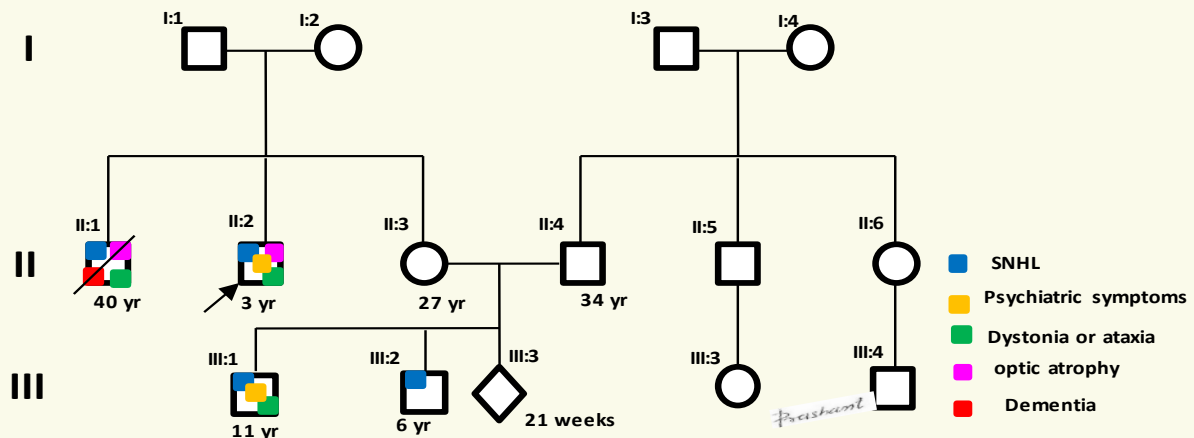 I:1 I:2 I:3 I:4
I
II:1 II:2 II:3 II:4 II:5 II:6
II
40 yr 3 yr 27 yr 34 yr
SNHL
Psychiatric symptoms
Dystonia or ataxia
optic atrophy
Dementia
III:1 III:2 III:3 III:3 III:4
III
Prashant
11 yr 6 yr 21 weeks